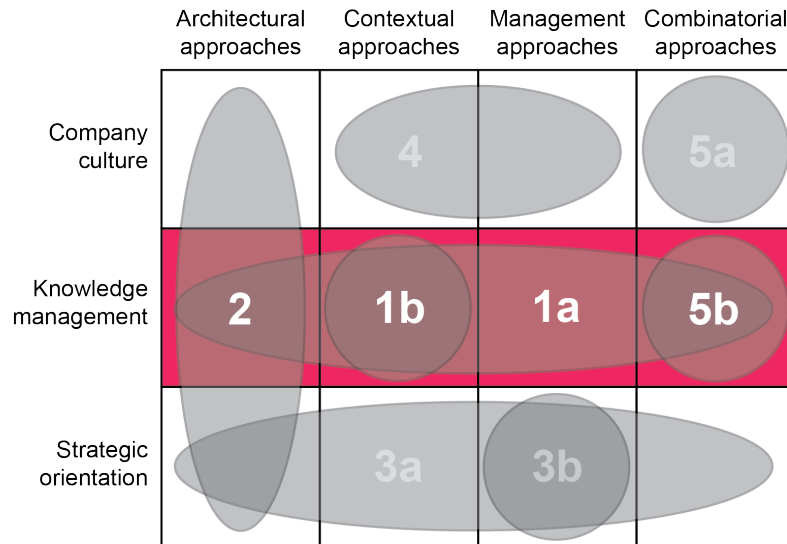 Architectural Contextual Management Combinatorial
approaches approaches approaches approaches
Company
culture
4 5a
Knowledge
management
2 1b 1a 5b
Strategic
orientation
3a 3b